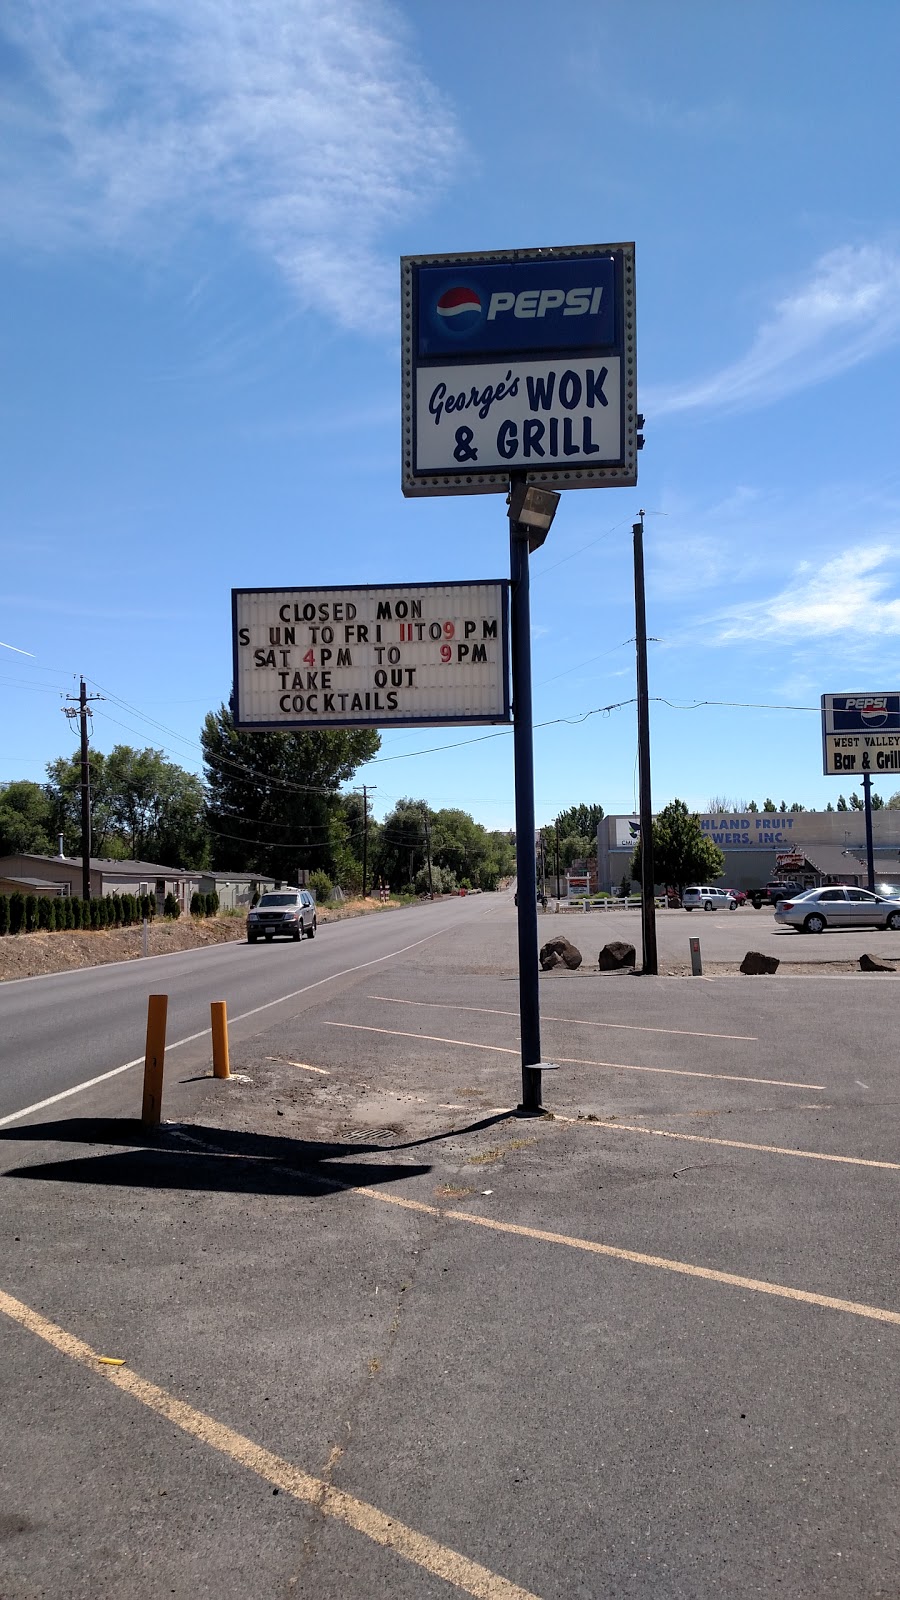 PEPSI
George's WOK
& GRILL
CLOSED MON
SUN TO FRI 11TO9 PM
SAT 4PM TO 9PM
TAKE OUT
COCKTAILS
PEPSI
WEST VALLEY
Bar & Grill
HLAND FRUIT
WERS, INC.